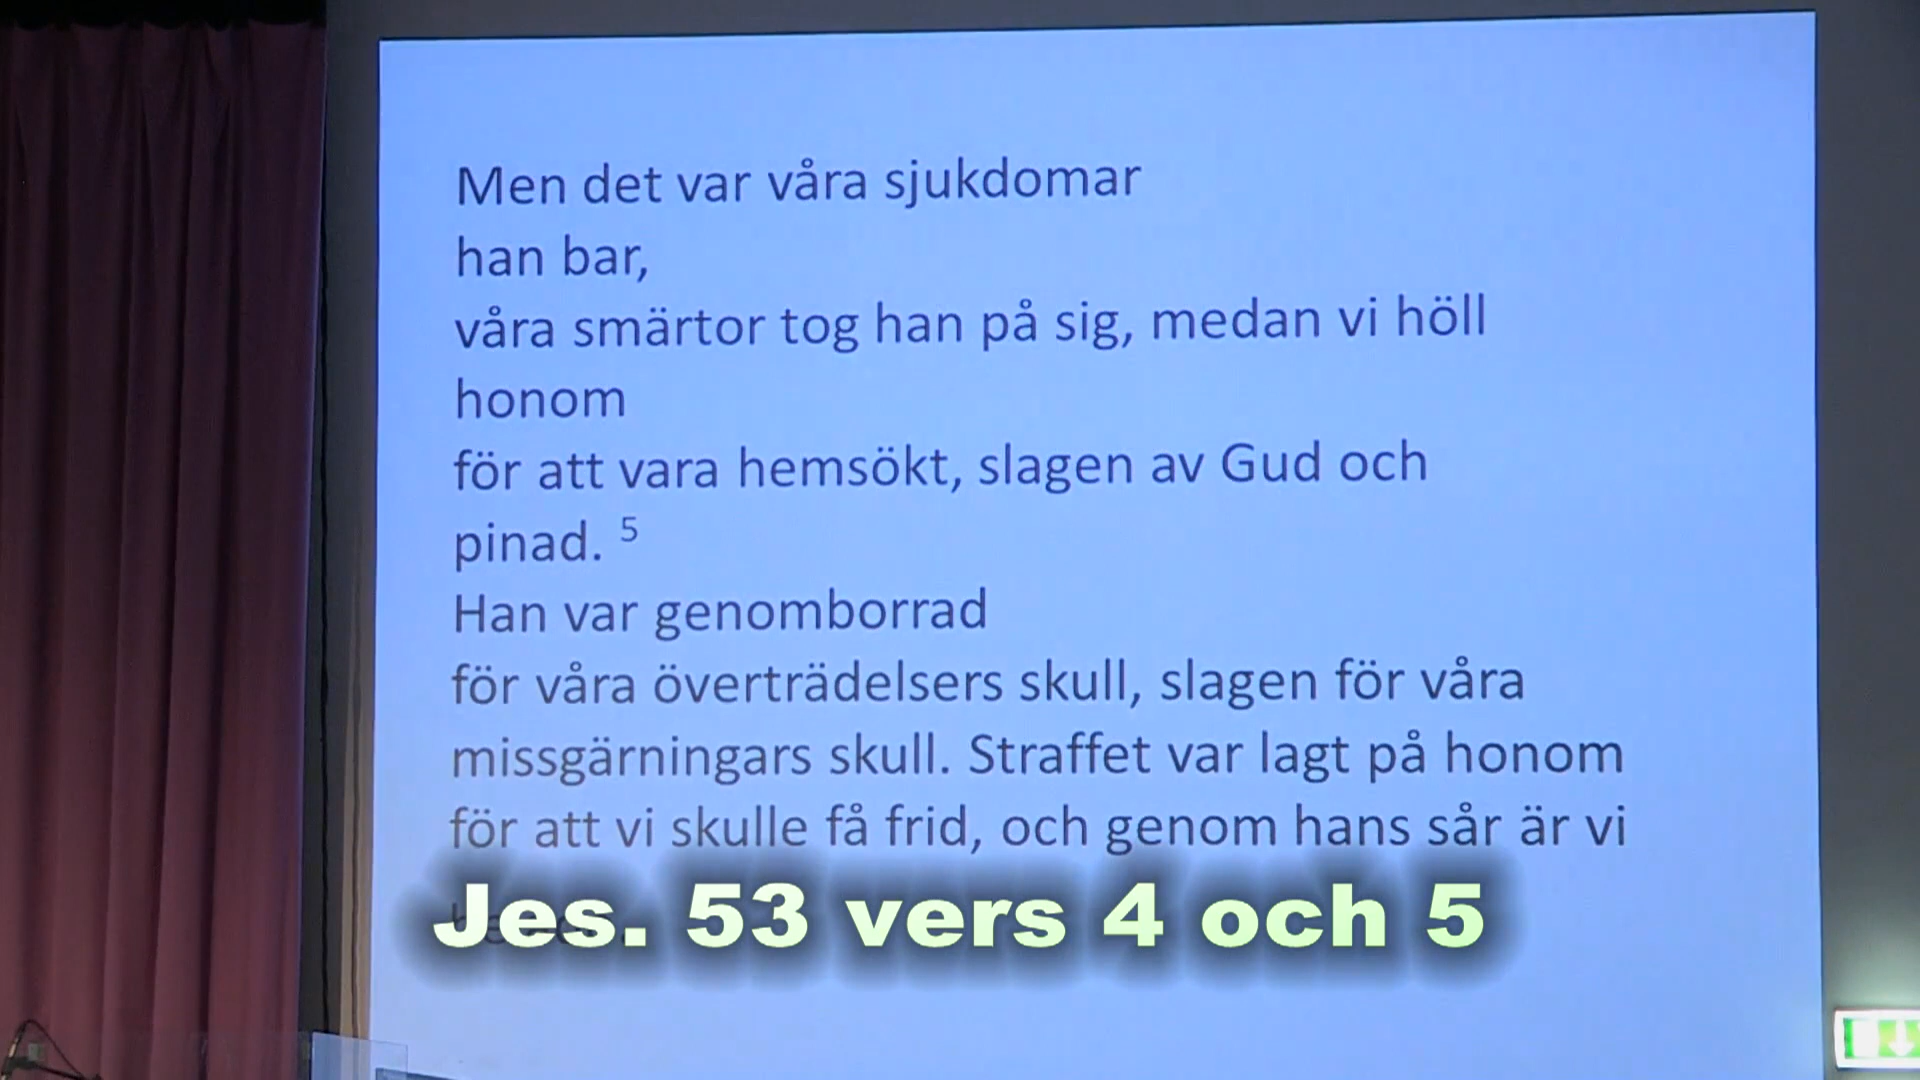 Men det var våra sjukdomar
han bar,
våra smärtor tog han på sig, medan vi höll
honom
för att vara hemsökt, slagen av Gud och
pinad. 5
Han var genomborrad
för våra överträdelsers skull, slagen för våra
missgärningars skull. Straffet var lagt på honom
för att vi skulle få frid, och genom hans sår är vi
Jes. 53 vers 4 och 5